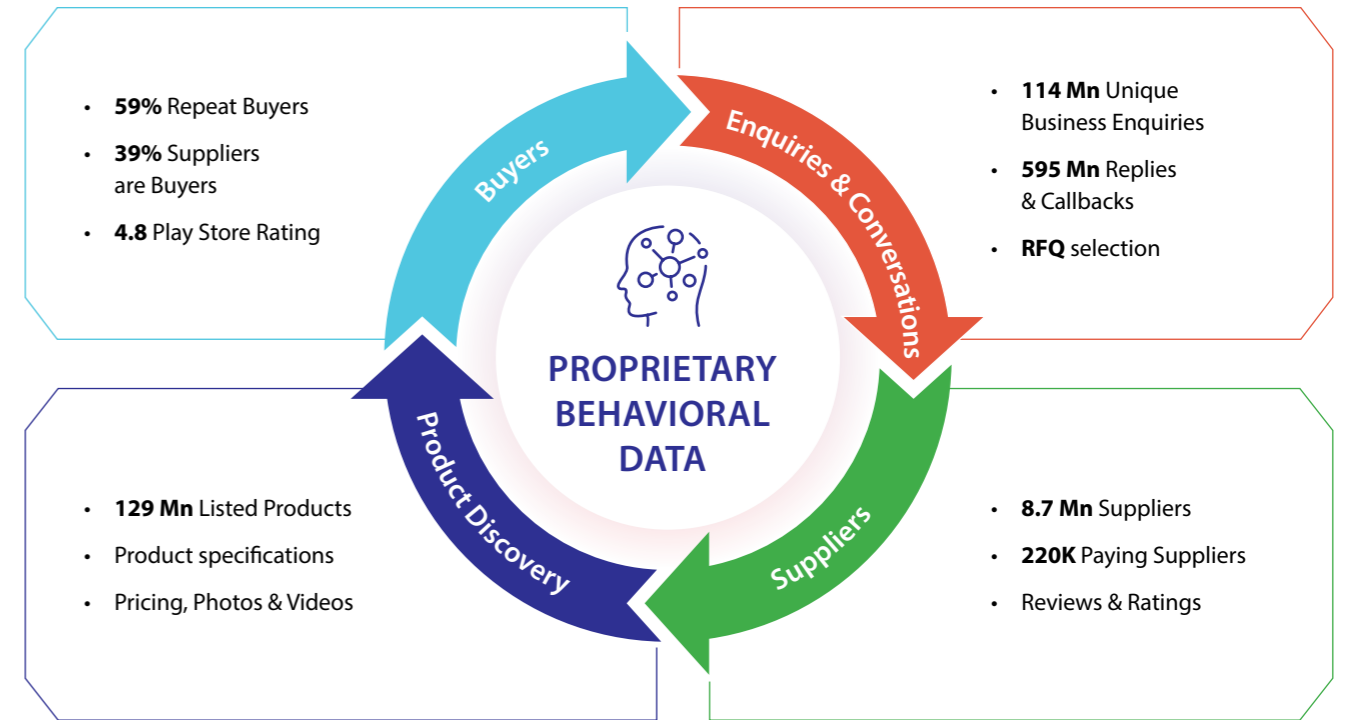 • 59% Repeat Buyers
• 39% Suppliers
are Buyers
• 4.8 Play Store Rating
Buyers
Enquiries & Conversations
• 114 Mn Unique
Business Enquiries
• 595 Mn Replies
& Callbacks
• RFQ selection
PROPRIETARY
BEHAVIORAL
DATA
• 129 Mn Listed Products
• Product specifications
• Pricing, Photos & Videos
Product Discovery
Suppliers
• 8.7 Mn Suppliers
• 220K Paying Suppliers
• Reviews & Ratings